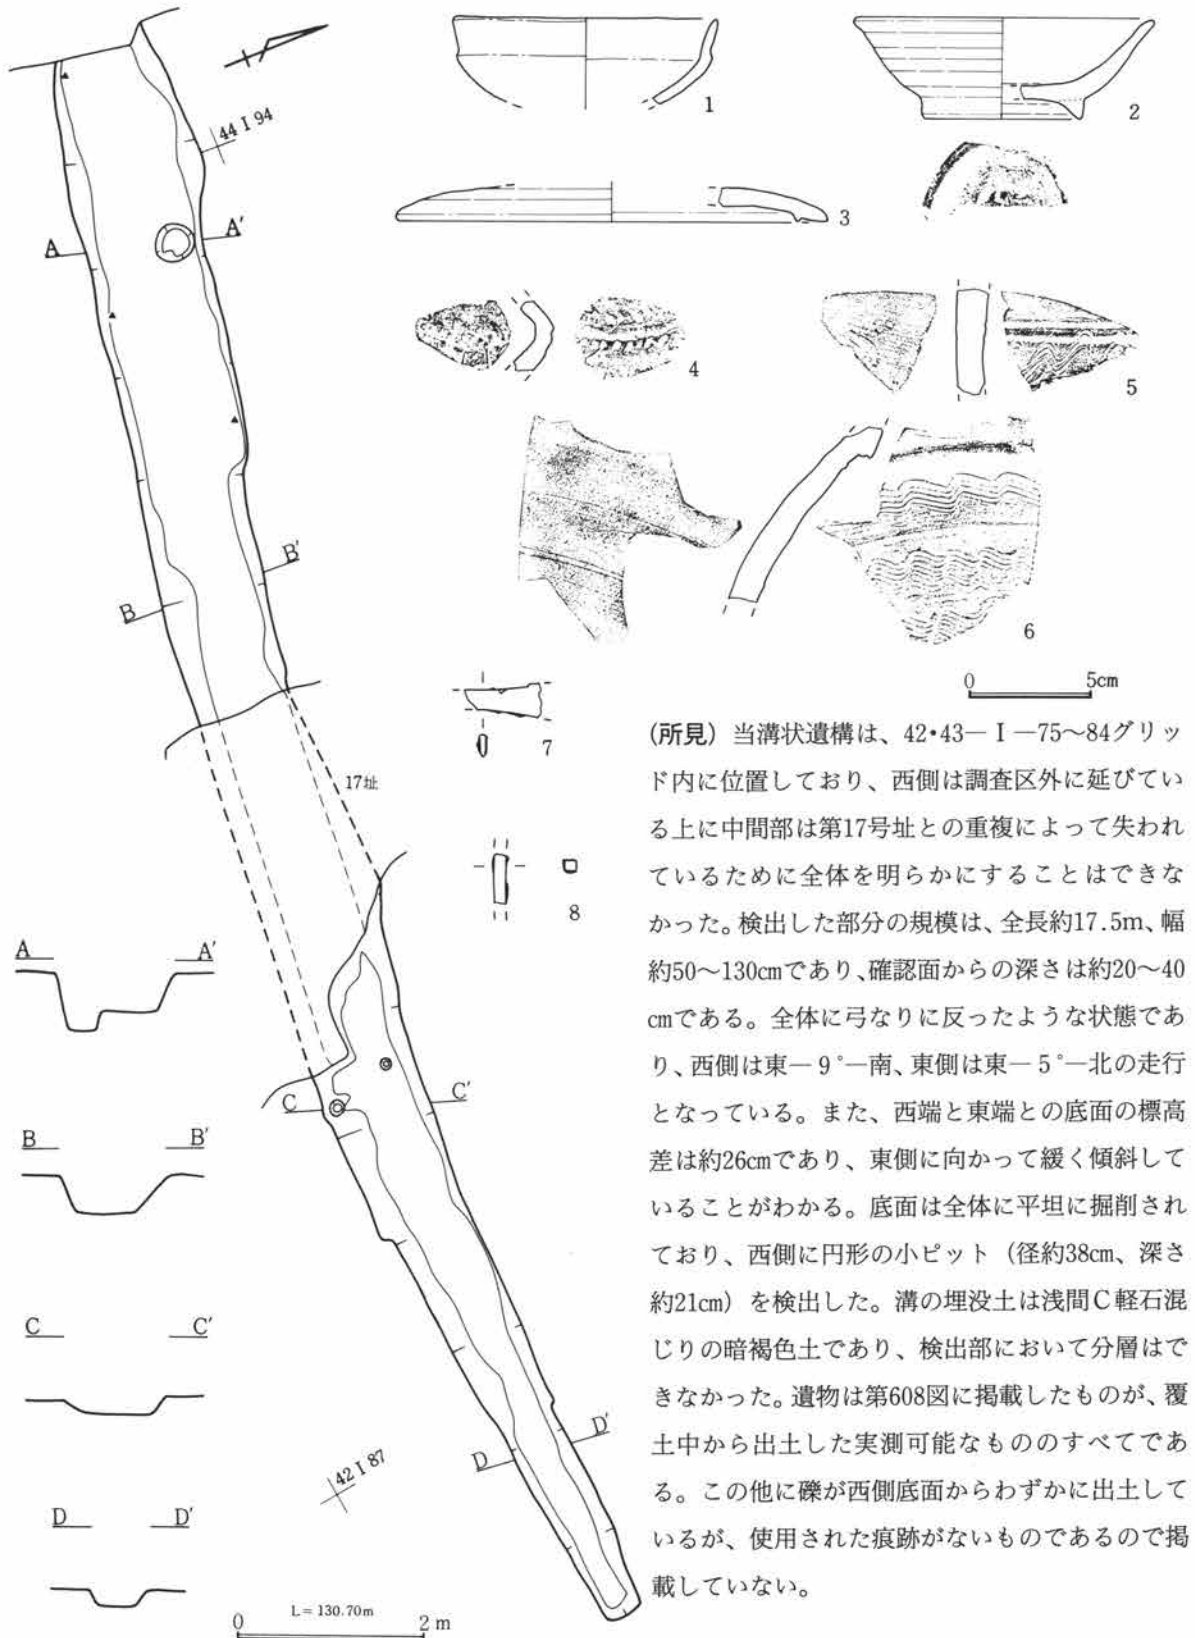 44 I 94
A
A'
B'
B
17址
C
C'
D'
D
42 I 87
A
A'
B
B'
C
C'
D
D'
L=130.70m
0
2 m
1
2
3
4
5
6
7
8
0
5cm
(所見) 当溝状遺構は、42・43―Ⅰ―75～84グリッ
ド内に位置しており、西側は調査区外に延びてい
る上に中間部は第17号址との重複によって失われ
ているために全体を明らかにすることはできな
かった。検出した部分の規模は、全長約17.5m、幅
約50～130cmであり、確認面からの深さは約20～40
cmである。全体に弓なりに反ったような状態であ
り、西側は東―9°―南、東側は東―5°―北の走行
となっている。また、西端と東端との底面の標高
差は約26cmであり、東側に向かって緩く傾斜して
いることがわかる。底面は全体に平坦に掘削され
ており、西側に円形の小ピット（径約38cm、深さ
約21cm）を検出した。溝の埋没土は浅間C軽石混
じりの暗褐色土であり、検出部において分層はで
きなかった。遺物は第608図に掲載したものが、覆
土中から出土した実測可能なもののすべてであ
る。この他に礫が西側底面からわずかに出土して
いるが、使用された痕跡がないものであるので掲
載していない。